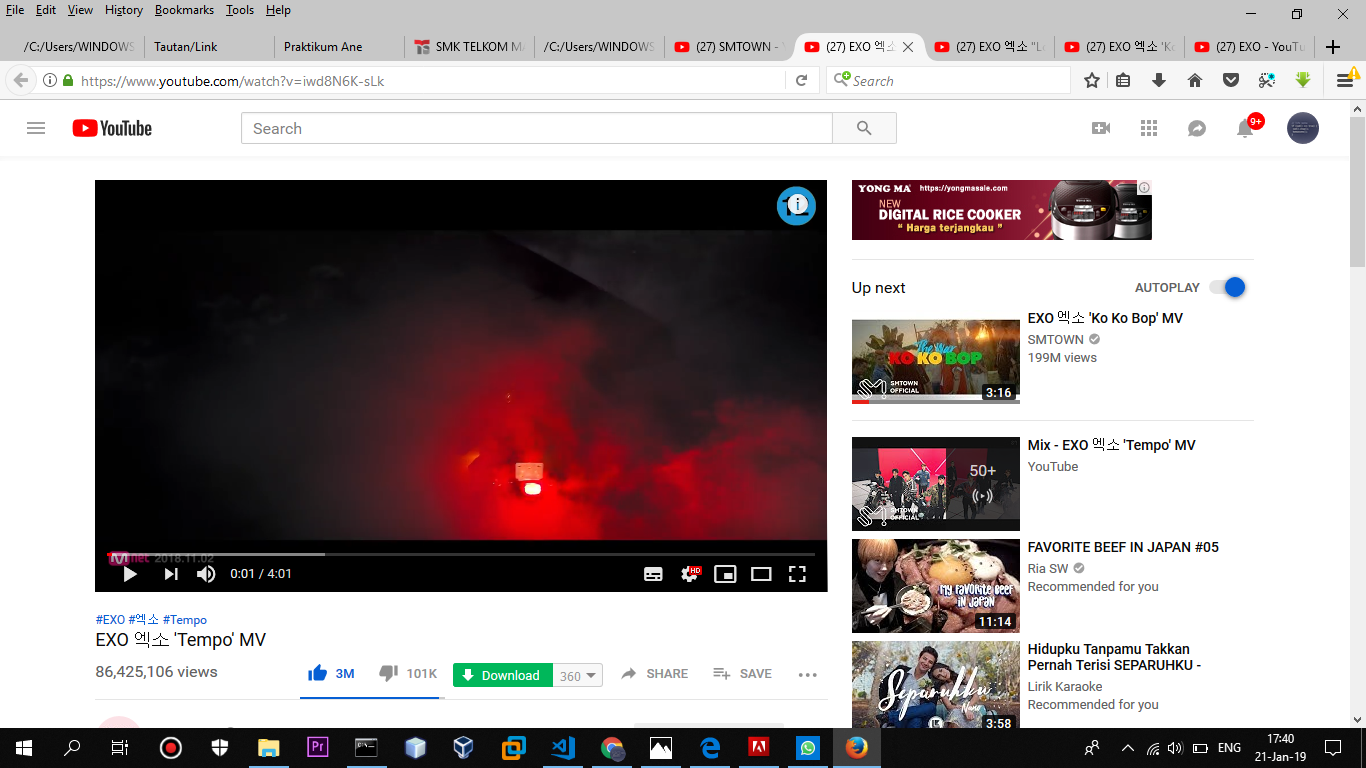 File Edit View History Bookmarks Tools Help
/C:/Users/WINDOWS
Tautan/Link
Praktikum Ane
SMK TELKOM MA
/C:/Users/WINDOWS
(27) SMTOWN - Y
(27) EXO 엑소
(27) EXO 엑소 "Lo
(27) EXO 엑소 'Ko
(27) EXO - YouTu
https://www.youtube.com/watch?v=iwd8N6K-sLk
Search
YouTube
Search
9+
YONG MA https://yongmasale.com
NEW
DIGITAL RICE COOKER
" Harga terjangkau "
Mnet 2018.11.02
0:01 / 4:01
HD
#EXO #엑소 #Tempo
EXO 엑소 'Tempo' MV
86,425,106 views
3M
101K
Download
360
SHARE
SAVE
Up next
AUTOPLAY
The War
KO KO BOP
SMTOWN
OFFICIAL
3:16
EXO 엑소 'Ko Ko Bop' MV
SMTOWN
199M views
50+
SMTOWN
OFFICIAL
Mix - EXO 엑소 'Tempo' MV
YouTube
MY FAVORITE BEEF
IN JAPAN
11:14
FAVORITE BEEF IN JAPAN #05
Ria SW
Recommended for you
Separuhku
Nano
3:58
Hidupku Tanpamu Takkan
Pernah Terisi SEPARUHKU -
Lirik Karaoke
Recommended for you
Pr
ENG
17:40
21-Jan-19